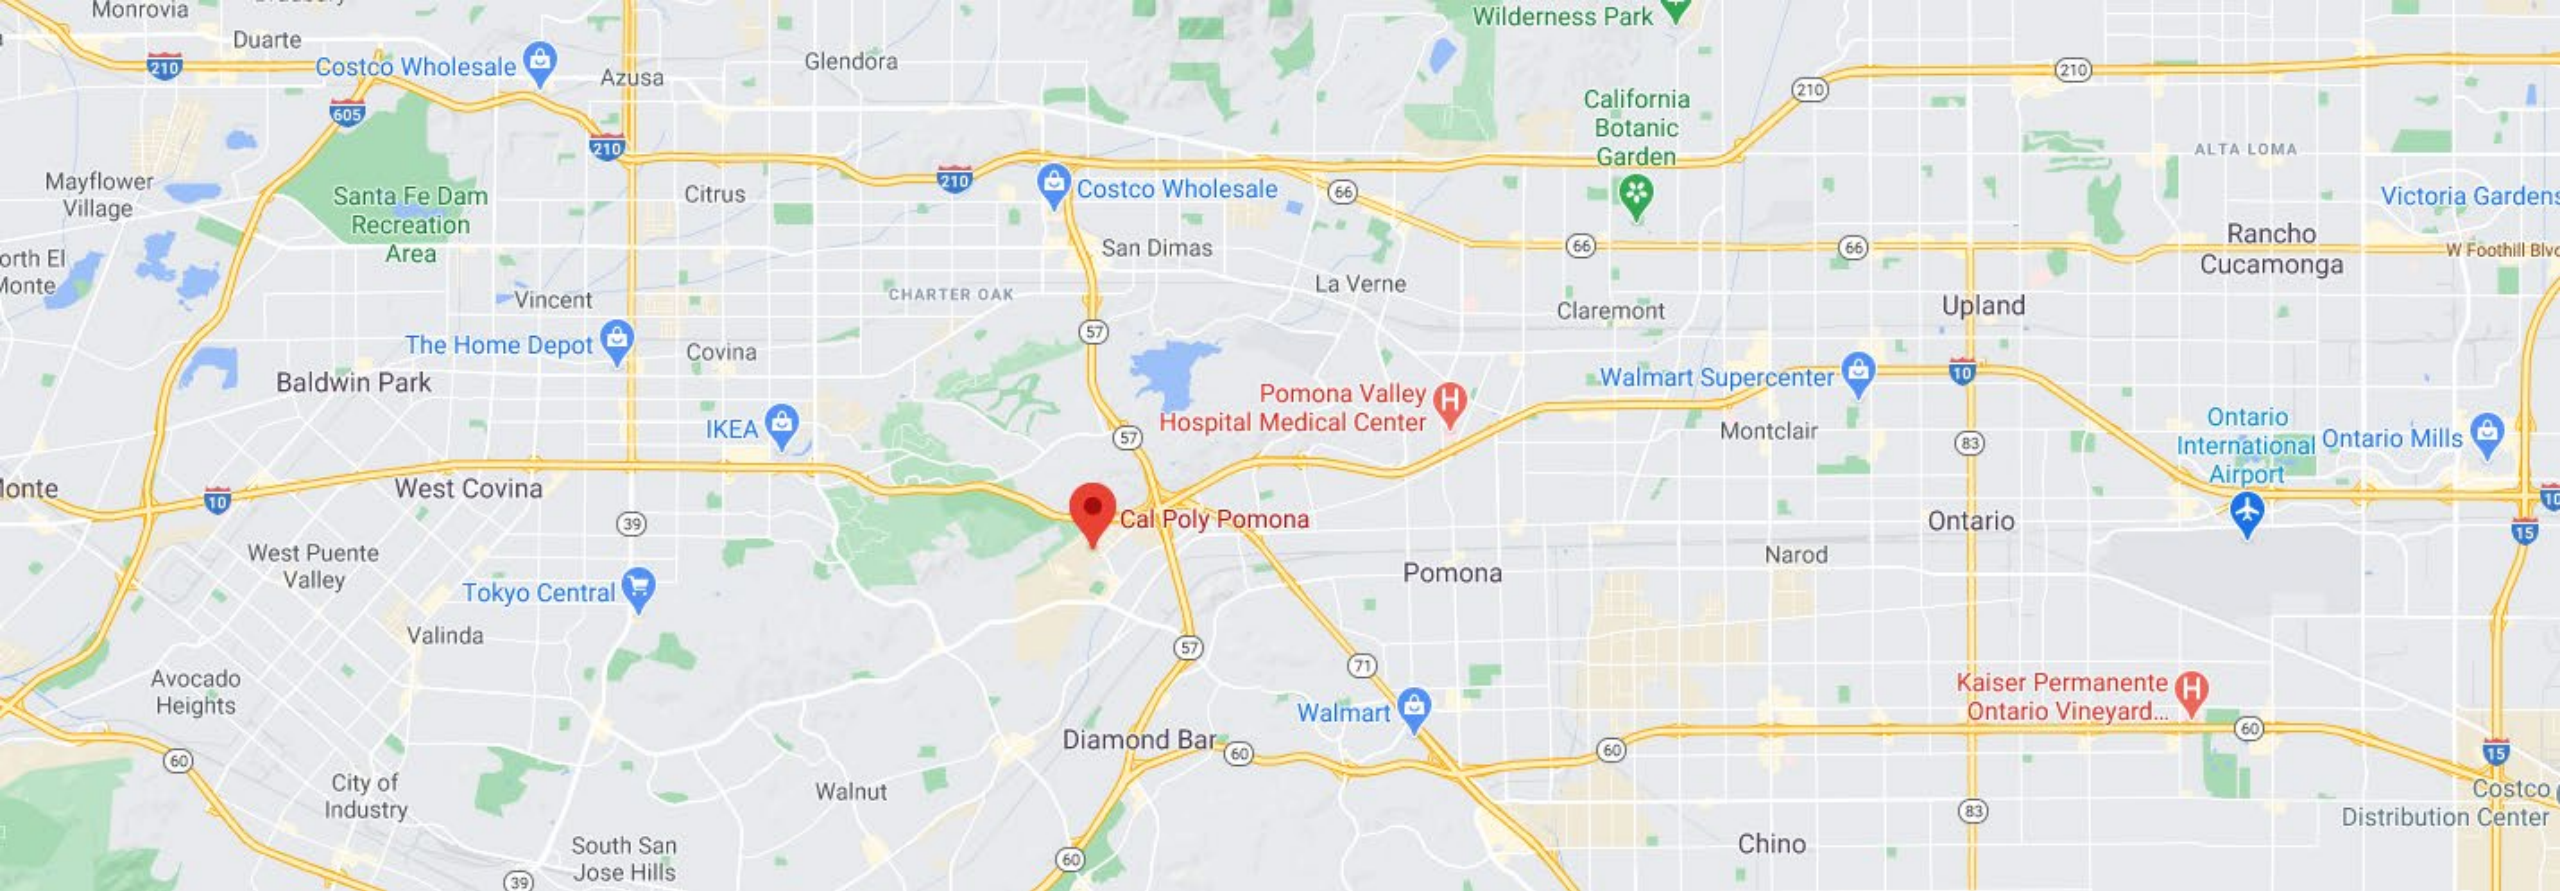 Monrovia
Wilderness Park
Duarte
210
Costco Wholesale
605
Azusa
Glendora
210
210
210
California
Botanic
Garden
ALTA LOMA
Mayflower
Village
Santa Fe Dam
Recreation
Area
Citrus
210
Costco Wholesale
66
Victoria Gardens
San Dimas
66
66
Rancho
Cucamonga
W Foothill Blvd
orth El
Monte
Vincent
CHARTER OAK
La Verne
Claremont
Upland
The Home Depot
Covina
57
Baldwin Park
Pomona Valley
Hospital Medical Center
Walmart Supercenter
10
IKEA
57
Montclair
83
Ontario
International
Airport
Ontario Mills
Monte
10
West Covina
39
Cal Poly Pomona
Ontario
10
15
West Puente
Valley
Tokyo Central
Pomona
Narod
Valinda
57
71
Avocado
Heights
Walmart
Kaiser Permanente
Ontario Vineyard...
60
Diamond Bar
60
60
60
15
City of
Industry
Walnut
83
Costco
Distribution Center
South San
Jose Hills
39
60
Chino